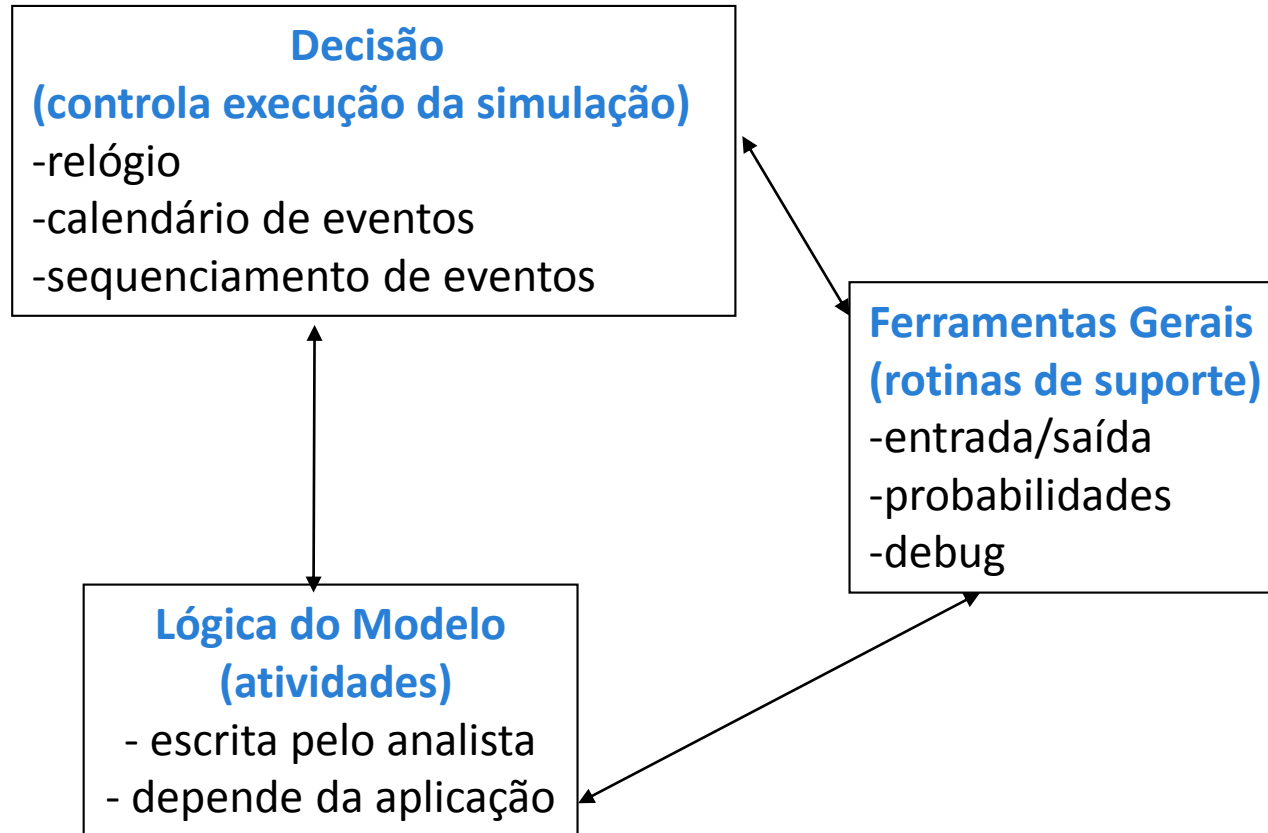 Decisão
(controla execução da simulação)
-relógio
-calendário de eventos
-sequenciamento de eventos
Ferramentas Gerais
(rotinas de suporte)
-entrada/saída
-probabilidades
-debug
Lógica do Modelo
(atividades)
- escrita pelo analista
- depende da aplicação